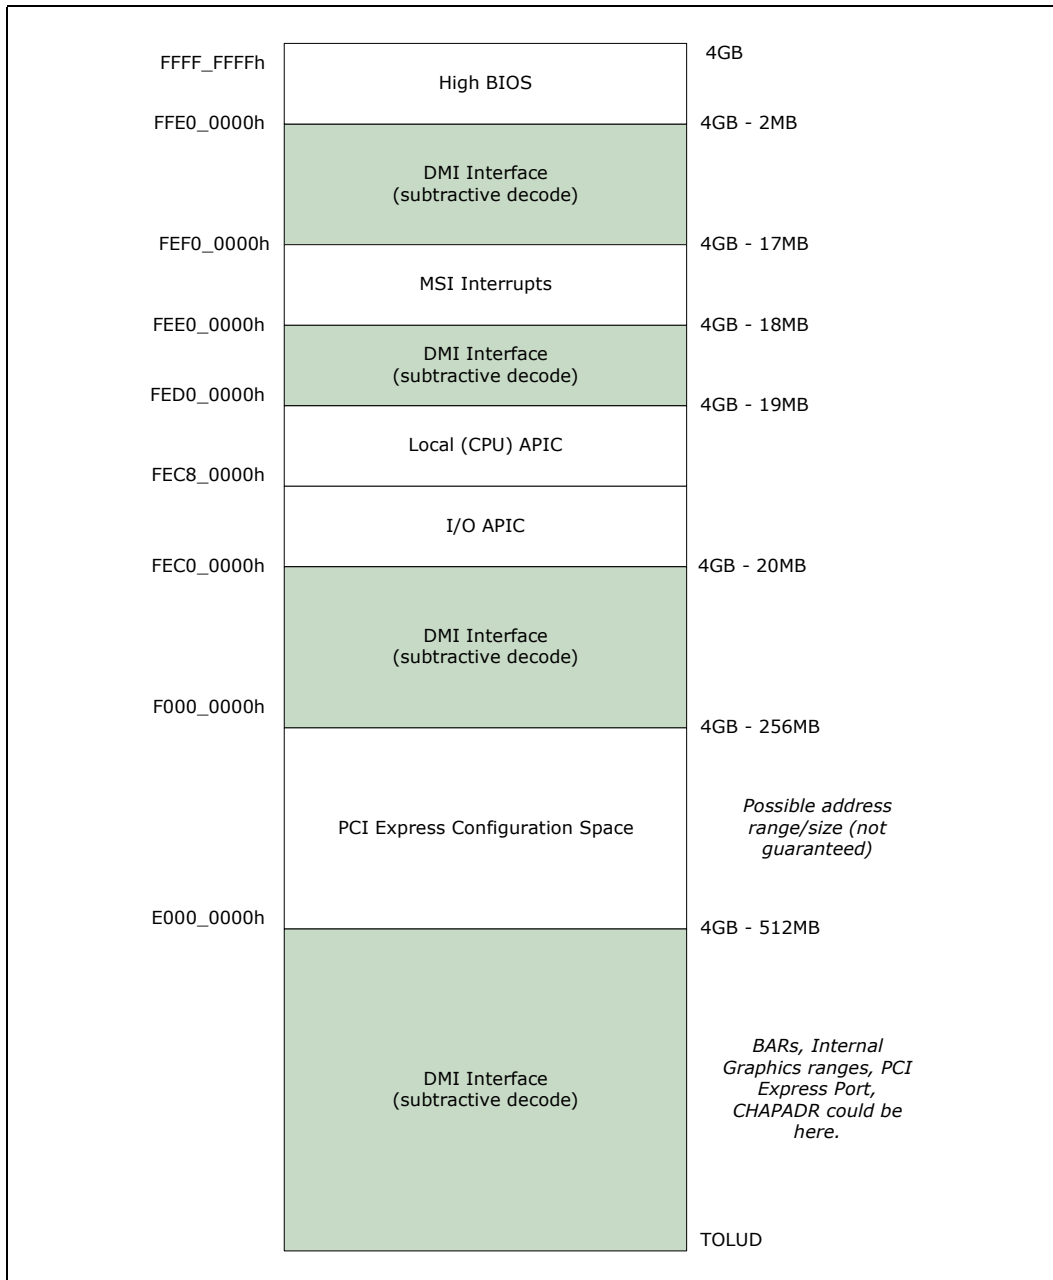 FFFF_FFFFh
4GB
High BIOS
FFE0_0000h
4GB - 2MB
DMI Interface
(subtractive decode)
FEF0_0000h
4GB - 17MB
MSI Interrupts
FEE0_0000h
4GB - 18MB
DMI Interface
(subtractive decode)
FED0_0000h
4GB - 19MB
Local (CPU) APIC
FEC8_0000h
I/O APIC
FEC0_0000h
4GB - 20MB
DMI Interface
(subtractive decode)
F000_0000h
4GB - 256MB
PCI Express Configuration Space
Possible address
range/size (not
guaranteed)
E000_0000h
4GB - 512MB
DMI Interface
(subtractive decode)
BARs, Internal
Graphics ranges, PCI
Express Port,
CHAPADR could be
here.
TOLUD